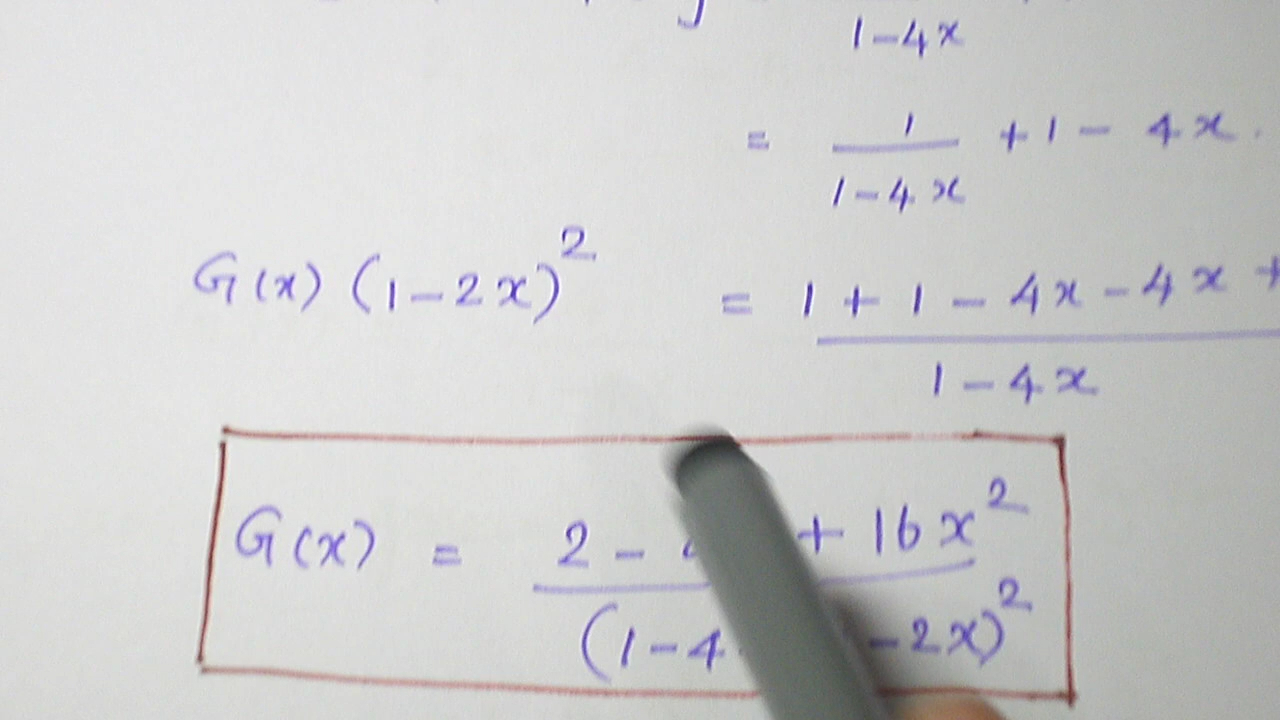 1-4x
= 1/(1-4x) + 1 - 4x.
G(x) (1-2x)² = (1 + 1 - 4x - 4x +)/(1-4x)
G(x) = (2 - + 16x²)/((1-4 -2x)²)